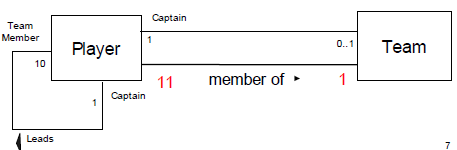 Captain
Team
Member
Player
1
0..1
Team
10
11
member of ►
1
1
Captain
Leads
7